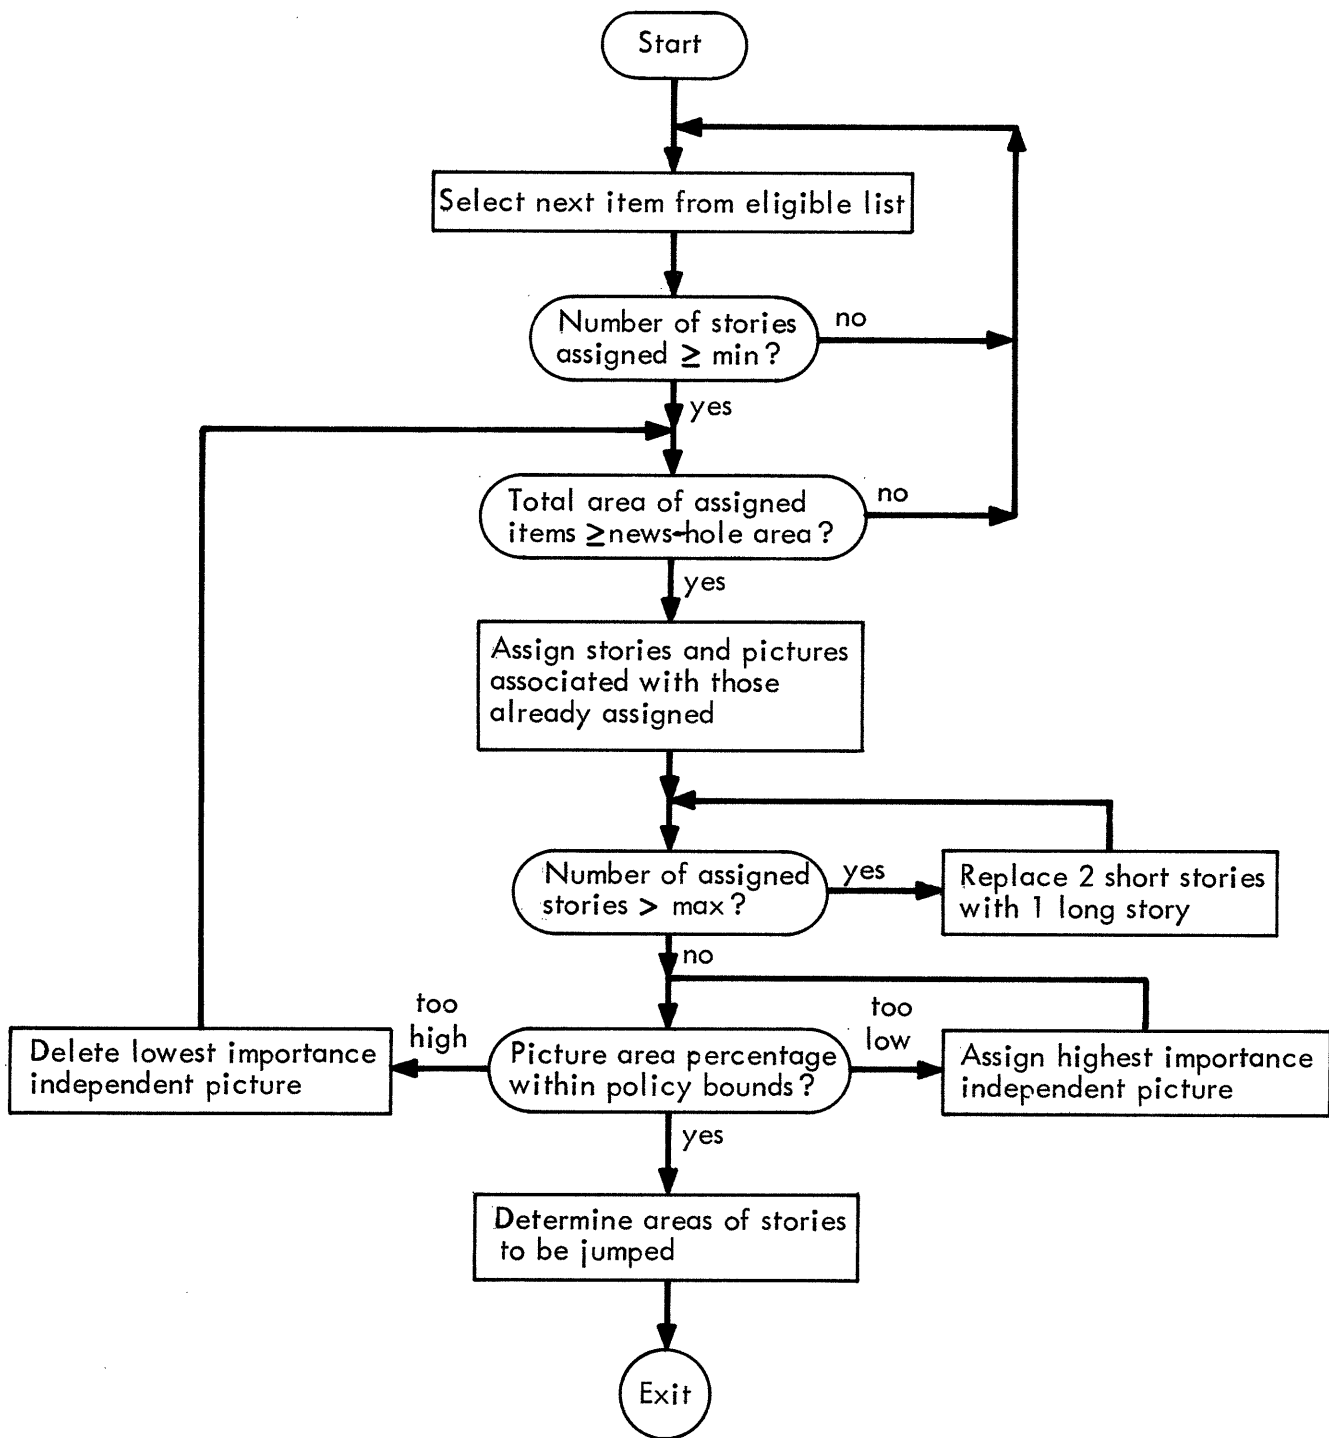 Start
Select next item from eligible list
Number of stories
assigned ≥ min?
no
yes
Total area of assigned
items ≥news-hole area?
no
yes
Assign stories and pictures
associated with those
already assigned
Number of assigned
stories > max?
yes
Replace 2 short stories
with 1 long story
no
too
high
too
low
Delete lowest importance
independent picture
Picture area percentage
within policy bounds?
Assign highest importance
independent picture
yes
Determine areas of stories
to be jumped
Exit